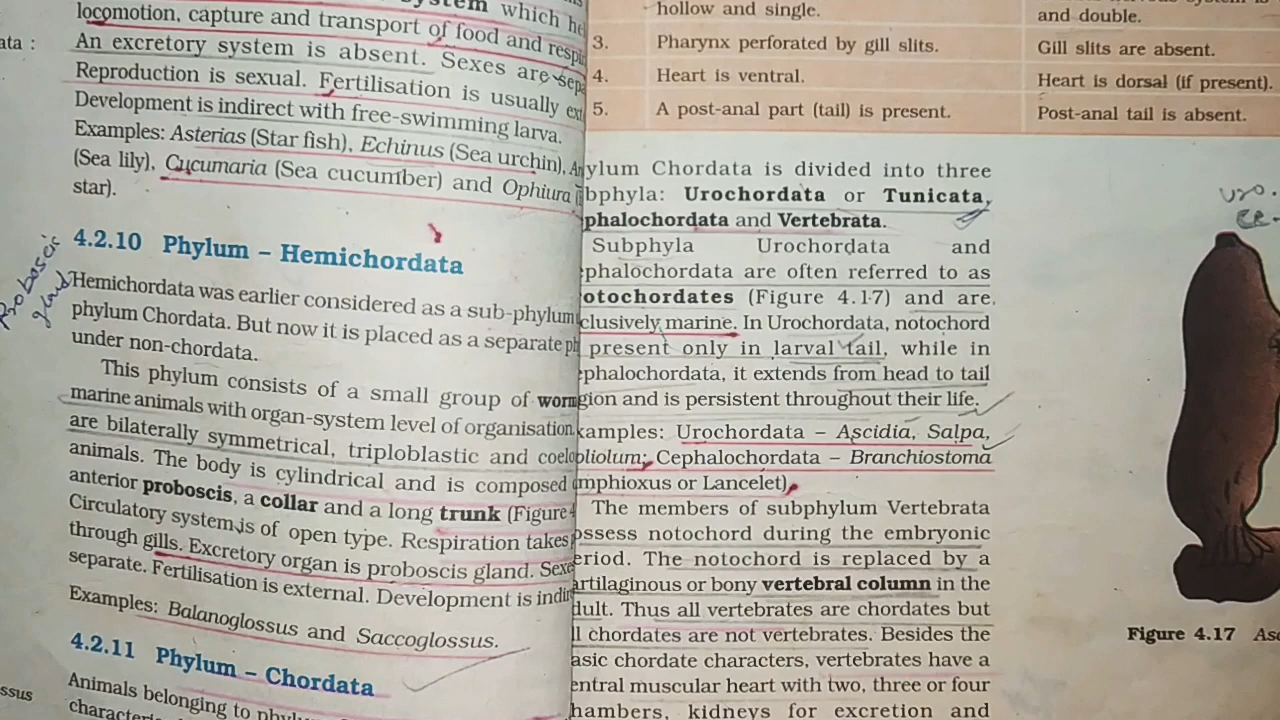 which
locomotion, capture and transport of food and
ata :
An excretory system is absent. Sexes are
Reproduction is sexual. Fertilisation is usually
Development is indirect with free-swimming larva.
Examples: Asterias (Star fish), Echinus (Sea urchin),
(Sea lily), Cucumaria (Sea cucumber) and Ophiura
star).
Proboscis
gland
4.2.10 Phylum – Hemichordata
Hemichordata was earlier considered as a sub-phylum
phylum Chordata. But now it is placed as a separate
under non-chordata.
This phylum consists of a small group of
marine animals with organ-system level of organisation.
are bilaterally symmetrical, triploblastic and
animals. The body is cylindrical and is composed
anterior proboscis, a collar and a long trunk (Figure
Circulatory system is of open type. Respiration takes
through gills. Excretory organ is proboscis gland.
separate. Fertilisation is external. Development is
Examples: Balanoglossus and Saccoglossus.
4.2.11 Phylum – Chordata
ssus
Animals belonging to
hollow and single.
and double.
3. Pharynx perforated by gill slits. Gill slits are absent.
4. Heart is ventral. Heart is dorsal (if present).
5. A post-anal part (tail) is present. Post-anal tail is absent.
ylum Chordata is divided into three
bphyla: Urochordata or Tunicata,
phalochordata and Vertebrata.
Subphyla Urochordata and
phalochordata are often referred to as
otochordates (Figure 4.17) and are
clusively marine. In Urochordata, notochord
present only in larval tail, while in
phalochordata, it extends from head to tail
gion and is persistent throughout their life.
xamples: Urochordata – Ascidia, Salpa,
oliolum; Cephalochordata – Branchiostoma
mphioxus or Lancelet).
The members of subphylum Vertebrata
ossess notochord during the embryonic
eriod. The notochord is replaced by a
artilaginous or bony vertebral column in the
dult. Thus all vertebrates are chordates but
ll chordates are not vertebrates. Besides the
asic chordate characters, vertebrates have a
entral muscular heart with two, three or four
hambers, kidneys for excretion and
Uro.
Figure 4.17 Asc